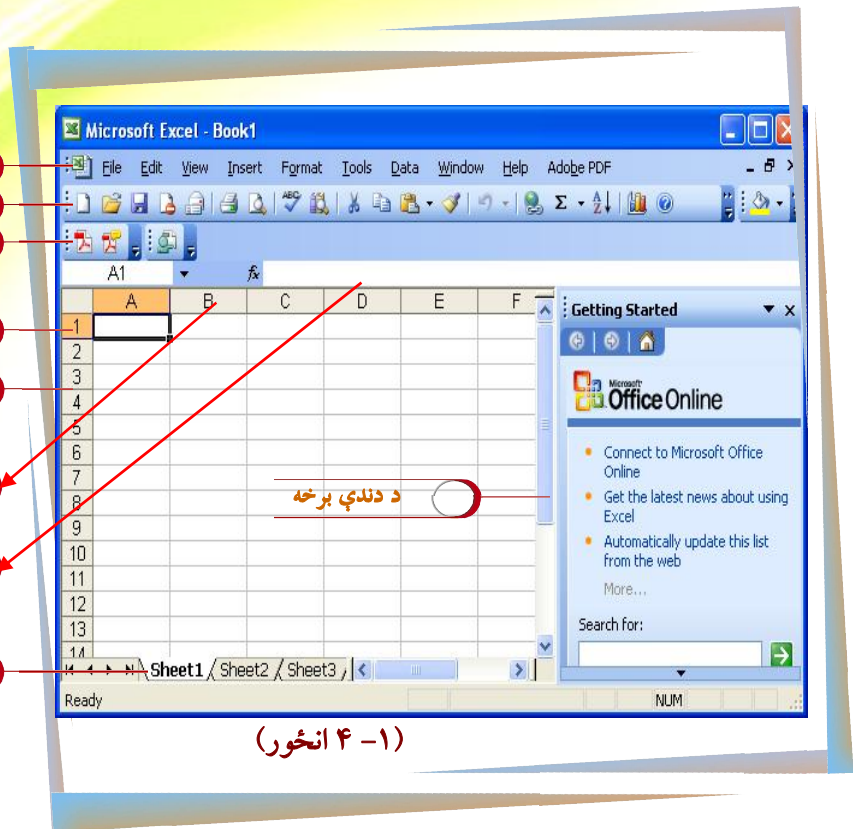 Microsoft Excel - Book1
File Edit View Insert Format Tools Data Window Help Adobe PDF
ABC Σ A Z
A1 fx
A B C D E F
1
2
3
4
5
6
7
8
9
10
11
12
13
14
د دندې برخه
Getting Started
Microsoft
Office Online
Connect to Microsoft Office
Online
Get the latest news about using
Excel
Automatically update this list
from the web
More...
Search for:
Sheet1 Sheet2 Sheet3
Ready NUM
(۱- ۴ انځور)